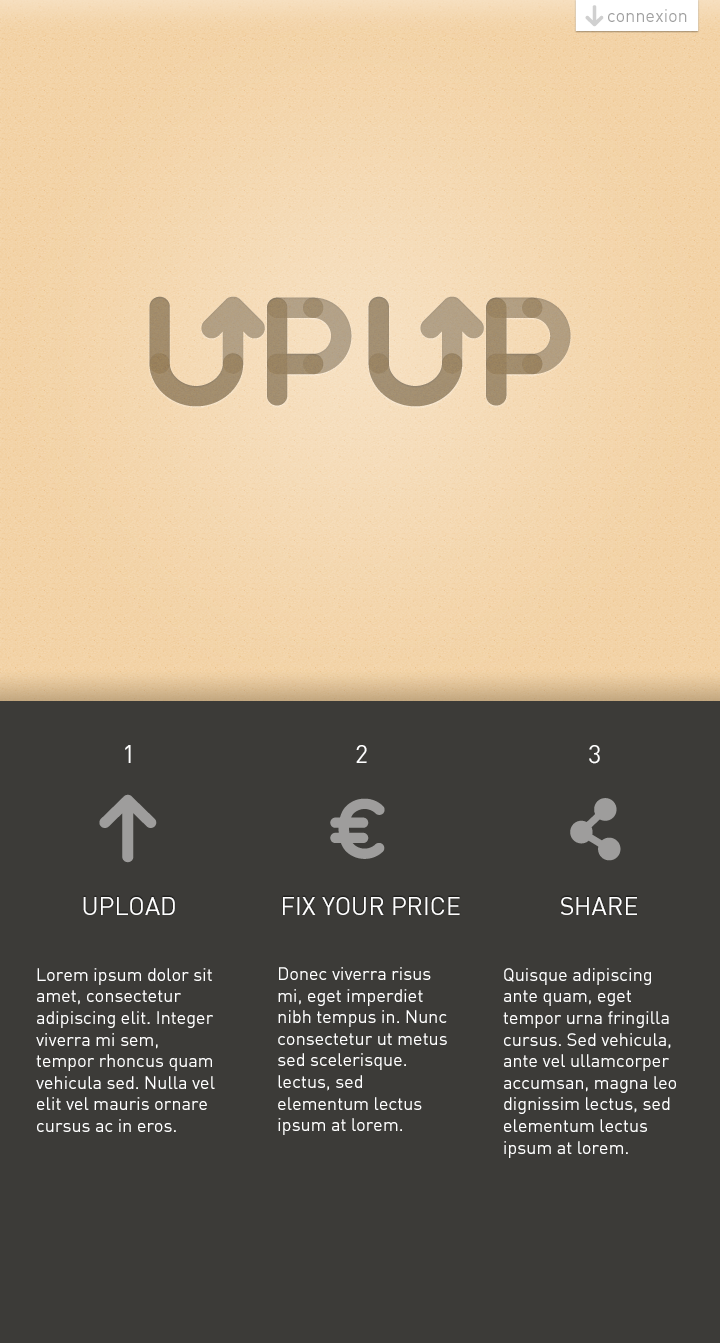 connexion
UPUP
1
UPLOAD
Lorem ipsum dolor sit
amet, consectetur
adipiscing elit. Integer
viverra mi sem,
tempor rhoncus quam
vehicula sed. Nulla vel
elit vel mauris ornare
cursus ac in eros.
2
€
FIX YOUR PRICE
Donec viverra risus
mi, eget imperdiet
nibh tempus in. Nunc
consectetur ut metus
sed scelerisque.
lectus, sed
elementum lectus
ipsum at lorem.
3
SHARE
Quisque adipiscing
ante quam, eget
tempor urna fringilla
cursus. Sed vehicula,
ante vel ullamcorper
accumsan, magna leo
dignissim lectus, sed
elementum lectus
ipsum at lorem.